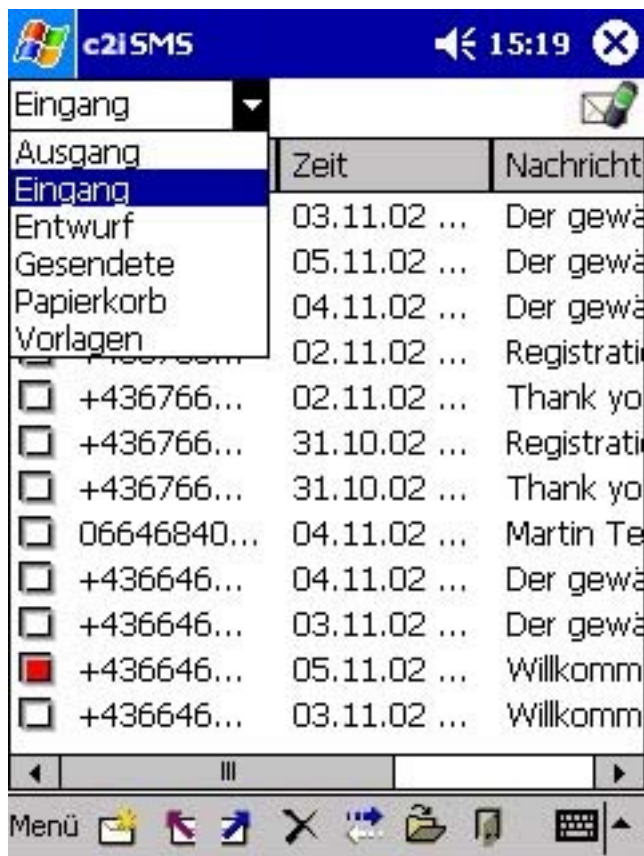 c2i SMS 15:19
Eingang
Ausgang
Eingang
Entwurf
Gesendete
Papierkorb
Vorlagen
Zeit Nachricht
03.11.02 ... Der gewä
05.11.02 ... Der gewä
04.11.02 ... Der gewä
02.11.02 ... Registrati
+436766... 02.11.02 ... Thank yo
+436766... 31.10.02 ... Registrati
+436766... 31.10.02 ... Thank yo
06646840... 04.11.02 ... Martin Te
+436646... 04.11.02 ... Der gewä
+436646... 03.11.02 ... Der gewä
+436646... 05.11.02 ... Willkomm
+436646... 03.11.02 ... Willkomm
Menü